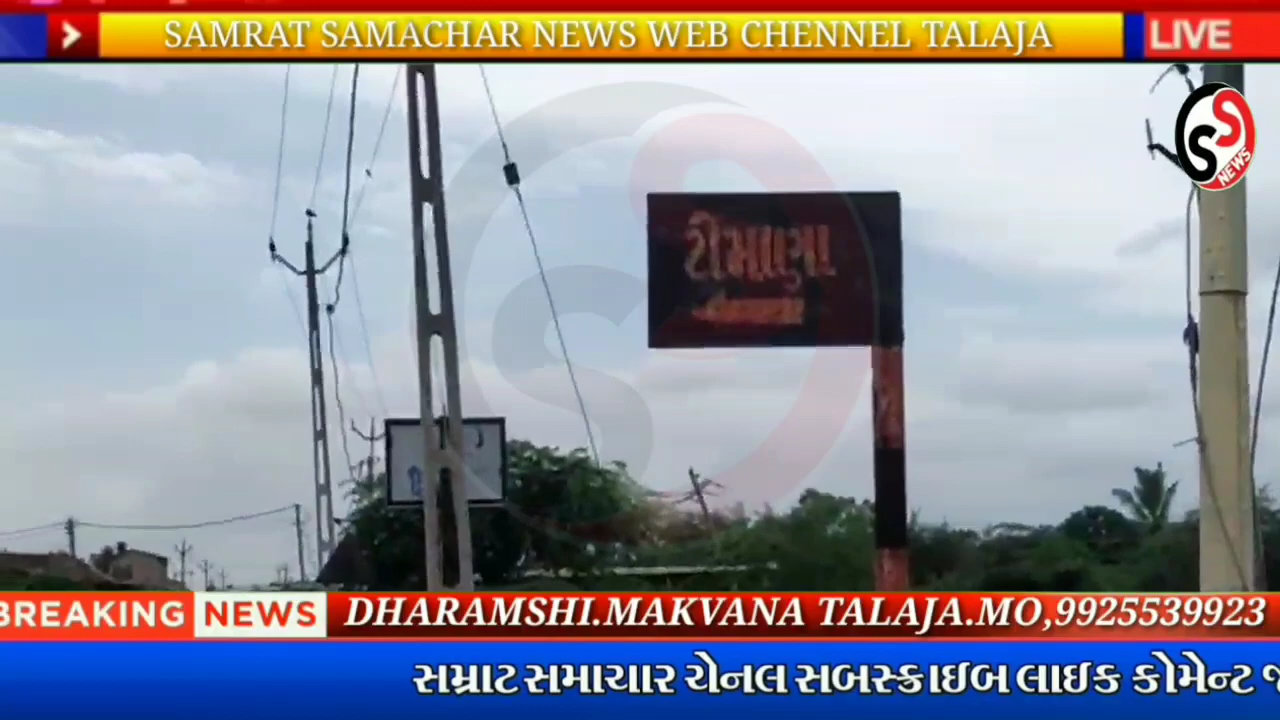 SAMRAT SAMACHAR NEWS WEB CHENNEL TALAJA
LIVE
SS
NEWS
ટીમાણા
BREAKING NEWS
DHARAMSHI.MAKVANA TALAJA.MO,9925539923
સમ્રાટ સમાચાર ચેનલ સબસ્ક્રાઇબ લાઇક કોમેન્ટ